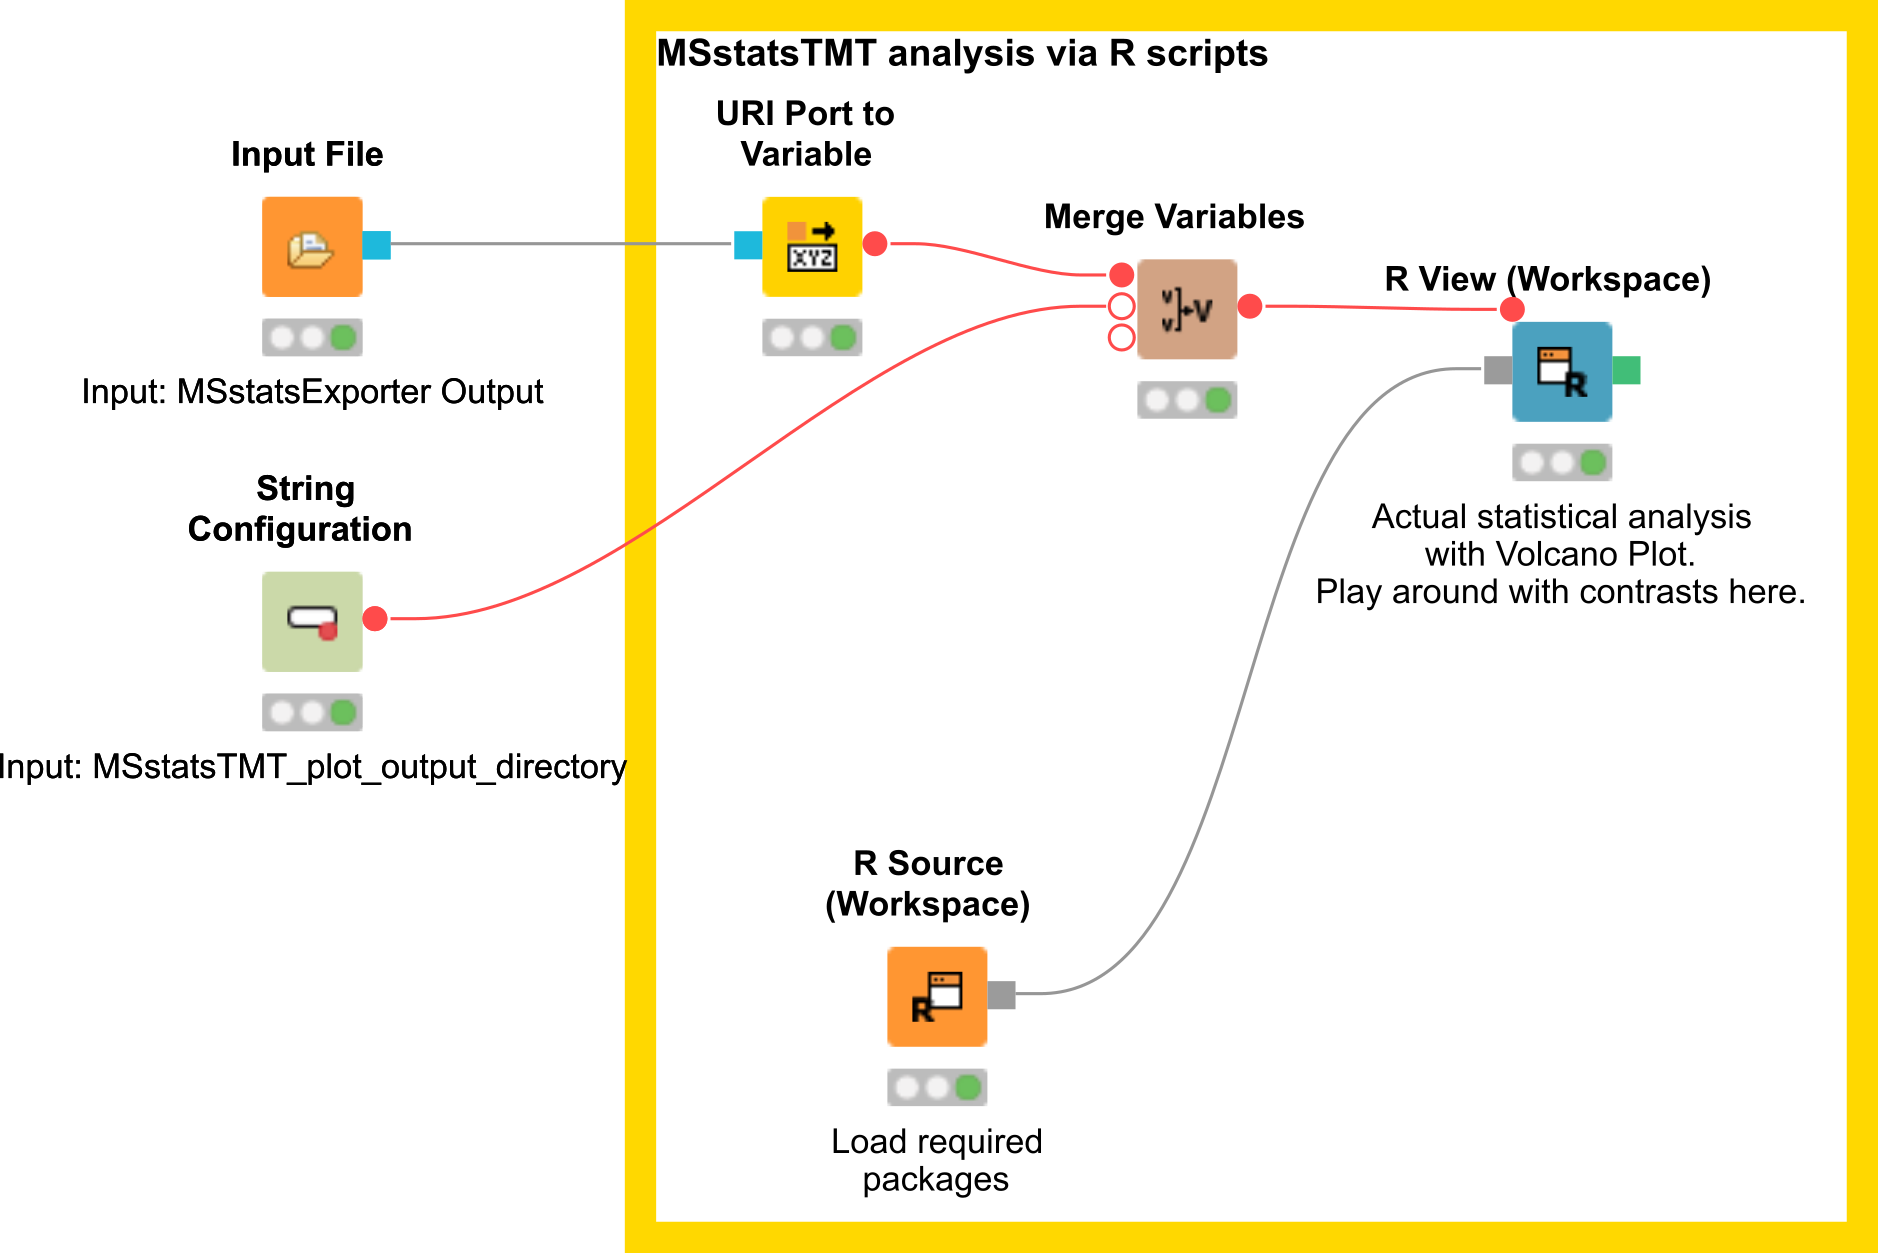 MSstatsTMT analysis via R scripts
URI Port to
Variable
Input File
XYZ
Merge Variables
V
V
V
R View (Workspace)
R
Input: MSstatsExporter Output
String
Configuration
Actual statistical analysis
with Volcano Plot.
Play around with contrasts here.
Input: MSstatsTMT_plot_output_directory
R Source
(Workspace)
R
Load required
packages